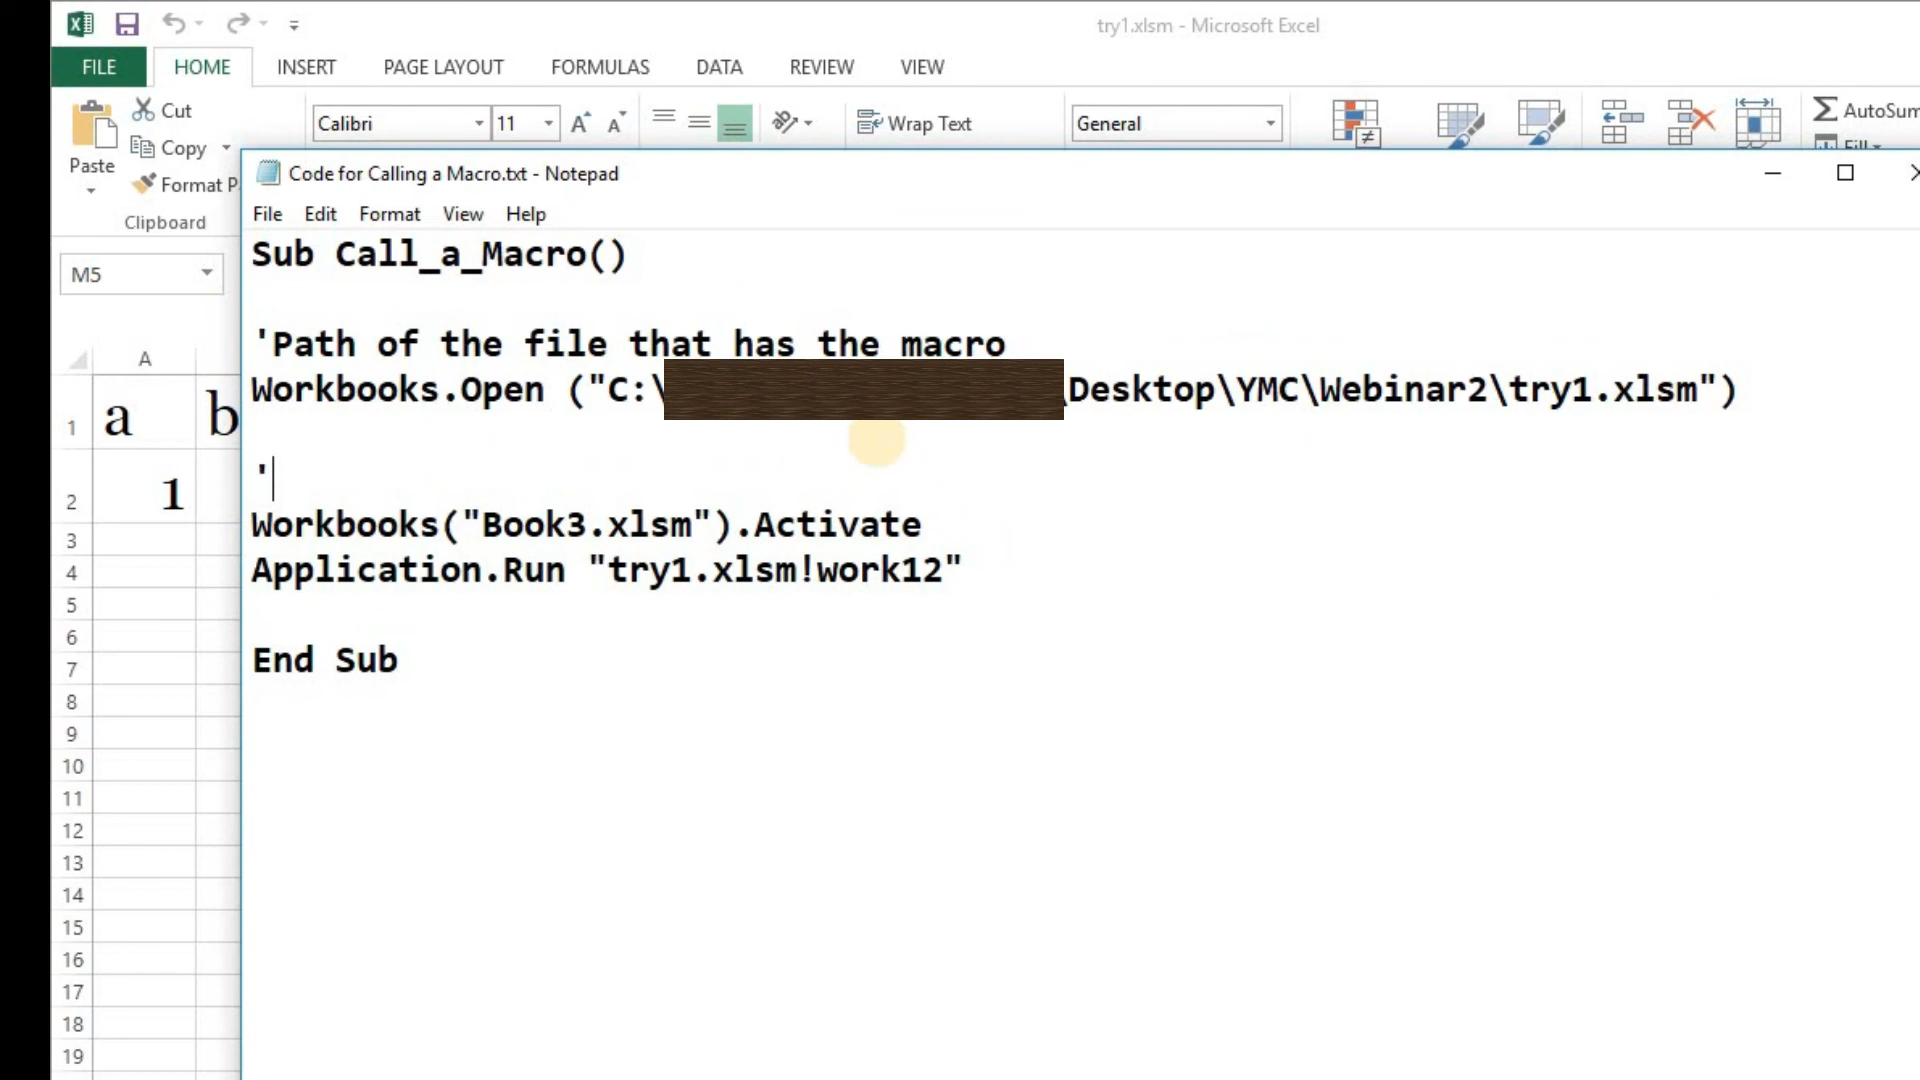 try1.xlsm - Microsoft Excel
FILE HOME INSERT PAGE LAYOUT FORMULAS DATA REVIEW VIEW
Cut
Calibri 11 Wrap Text General AutoSum
Copy
Paste
Format P
Clipboard
Fill
Code for Calling a Macro.txt - Notepad
File Edit Format View Help
M5
Sub Call_a_Macro()
'Path of the file that has the macro
Workbooks.Open ("C:\ \Desktop\YMC\Webinar2\try1.xlsm")
'
Workbooks("Book3.xlsm").Activate
Application.Run "try1.xlsm!work12"
End Sub
A
1 a b
2 1
3
4
5
6
7
8
9
10
11
12
13
14
15
16
17
18
19